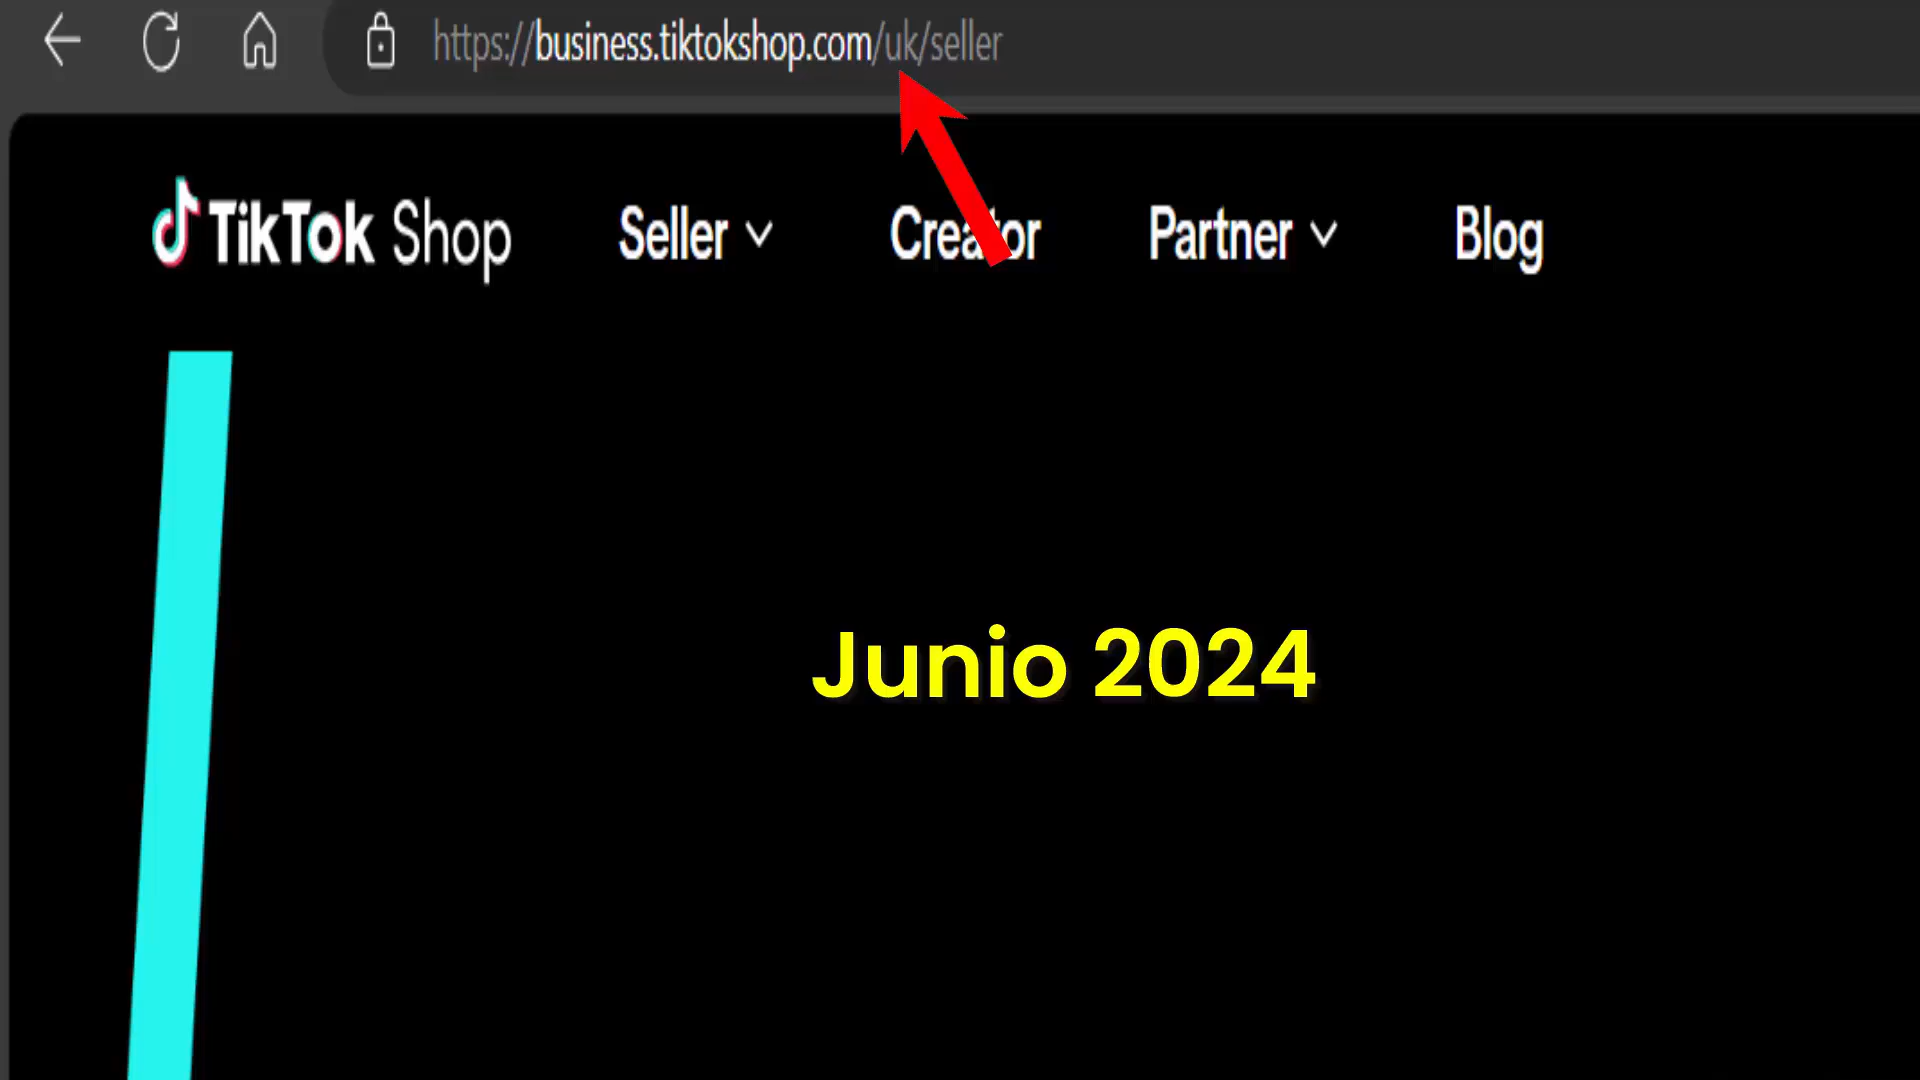 https://business.tiktokshop.com/uk/seller
TikTok Shop Seller Creator Partner Blog
Junio 2024